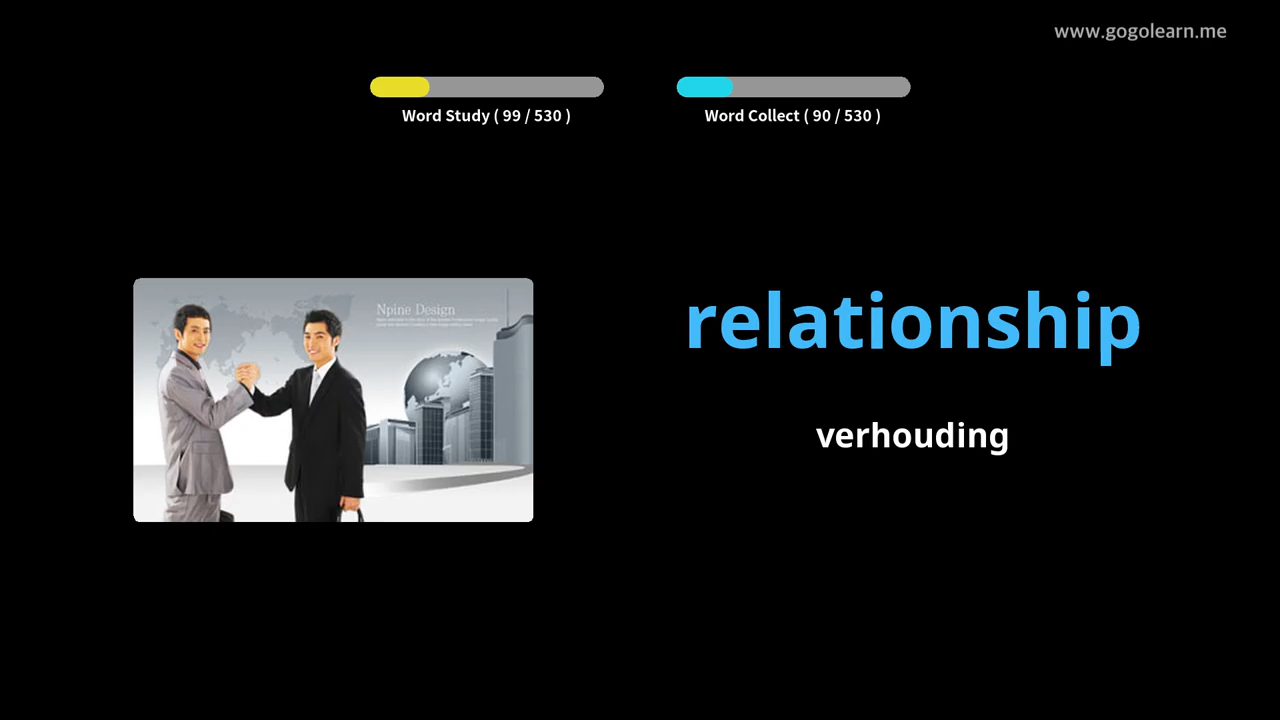 www.gogolearn.me
Word Study ( 99 / 530 )
Word Collect ( 90 / 530 )
Npine Design
relationship
verhouding